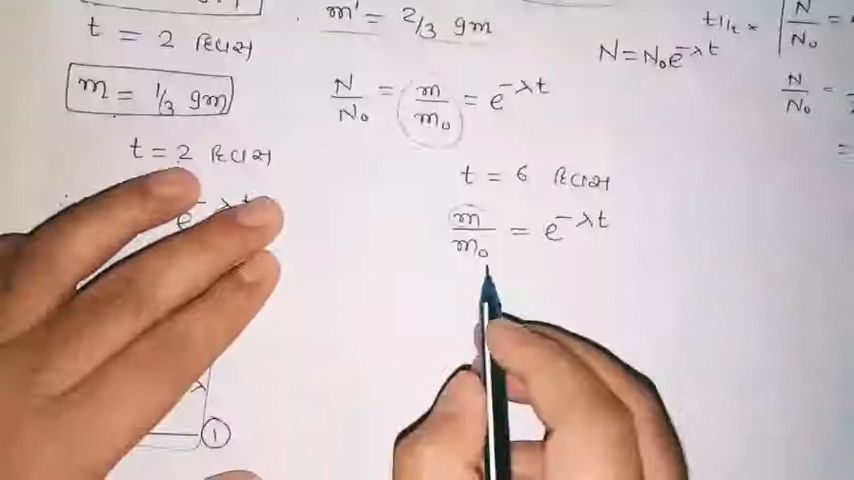 t = 2 દિવસ
m = 1/3 gm
t = 2 દિવસ
m' = 2/3 gm
N/N₀ = m/m₀ = e^-λt
t = 6 દિવસ
m/m₀ = e^-λt
N = N₀e^-λt
t1/2
N/N₀ =
N/N₀ =
=
λ
①